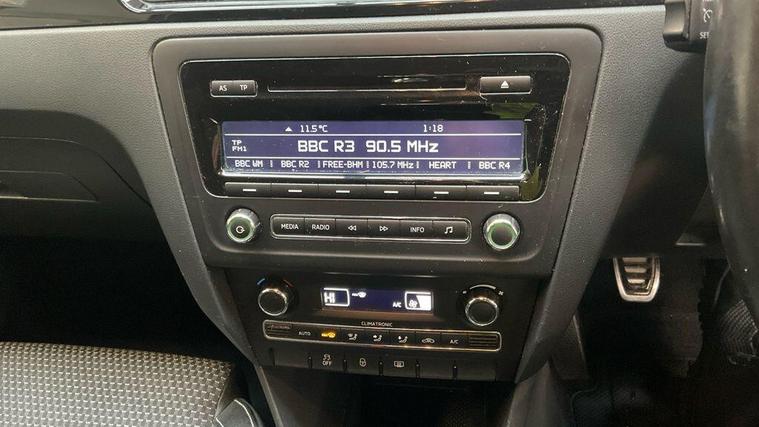 SET
AS TP
11.5°C 1:18
TP
FM1
BBC R3 90.5 MHz
BBC WM BBC R2 FREE-BHM 105.7 MHz HEART BBC R4
MEDIA RADIO INFO
HI A/C
CLIMATRONIC
AUTO A/C
OFF